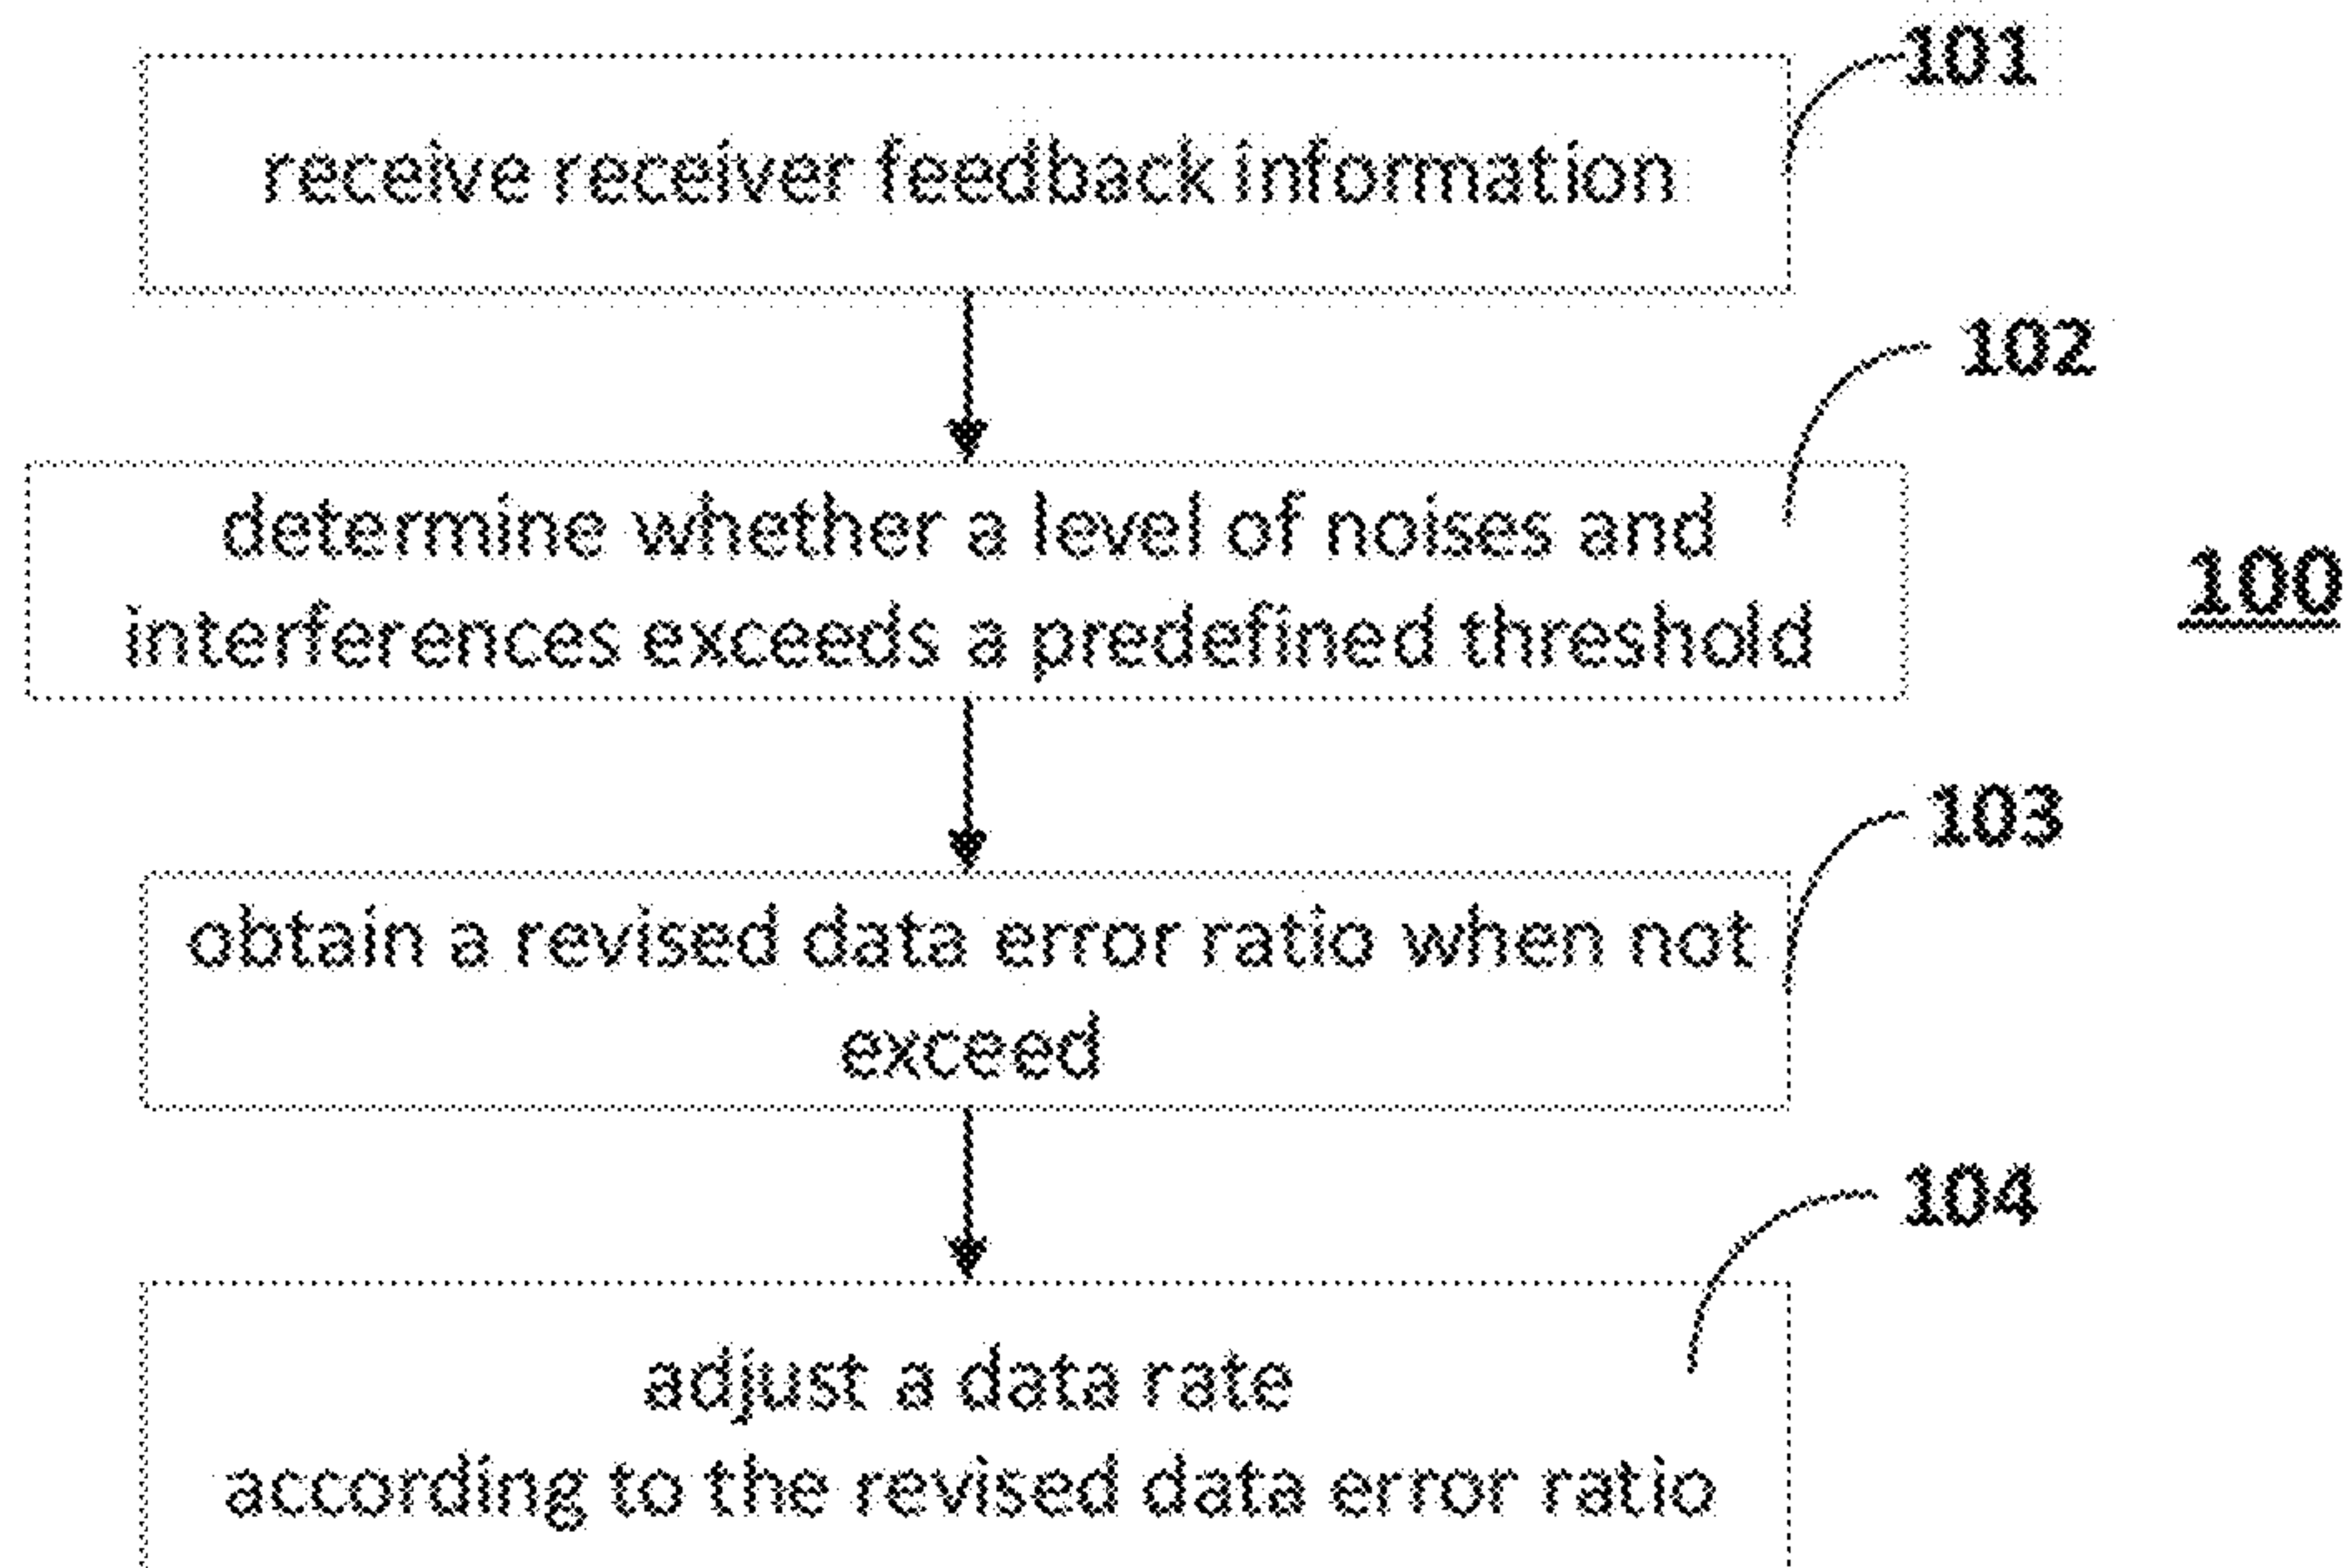 101
receive receiver feedback information
102
determine whether a level of noises and
interferences exceeds a predefined threshold
100
103
obtain a revised data error ratio when not
exceed
104
adjust a data rate
according to the revised data error ratio